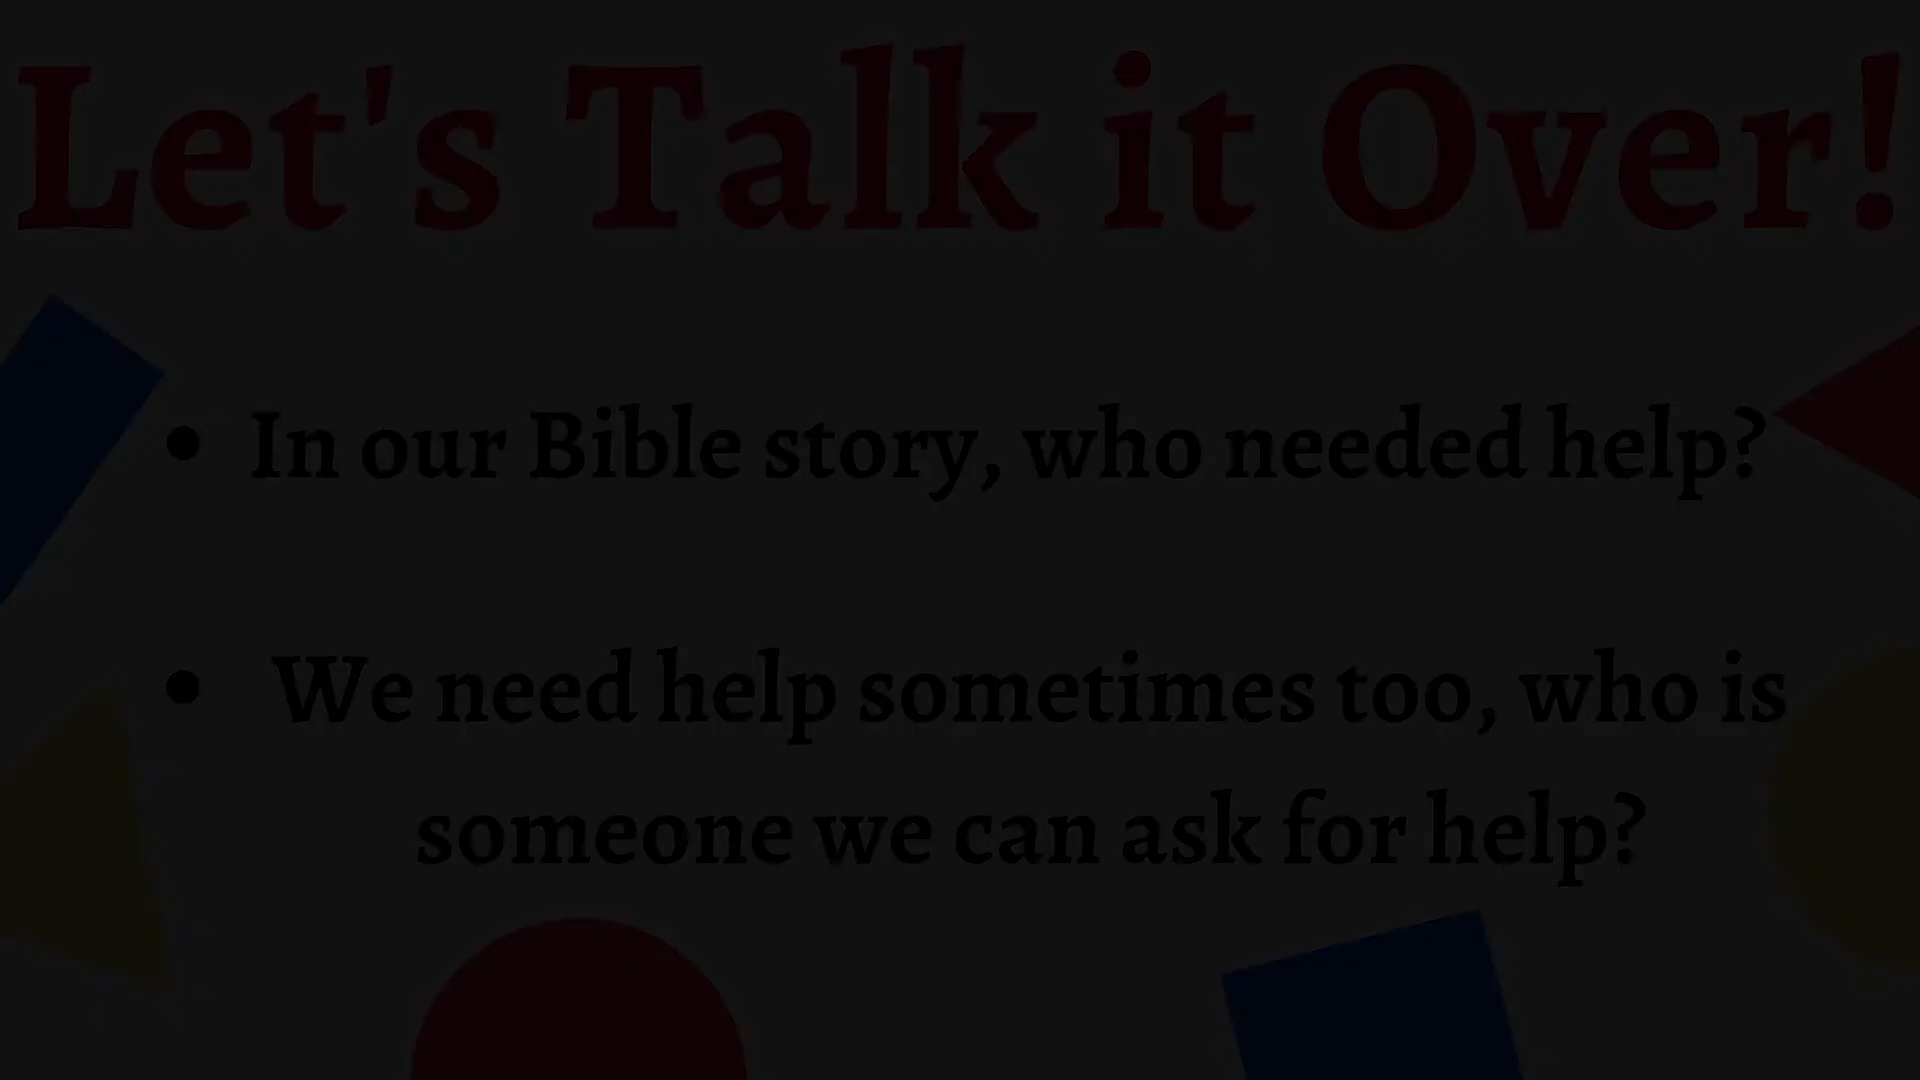 Let's Talk it Over!
• In our Bible story, who needed help?
• We need help sometimes too, who is
someone we can ask for help?